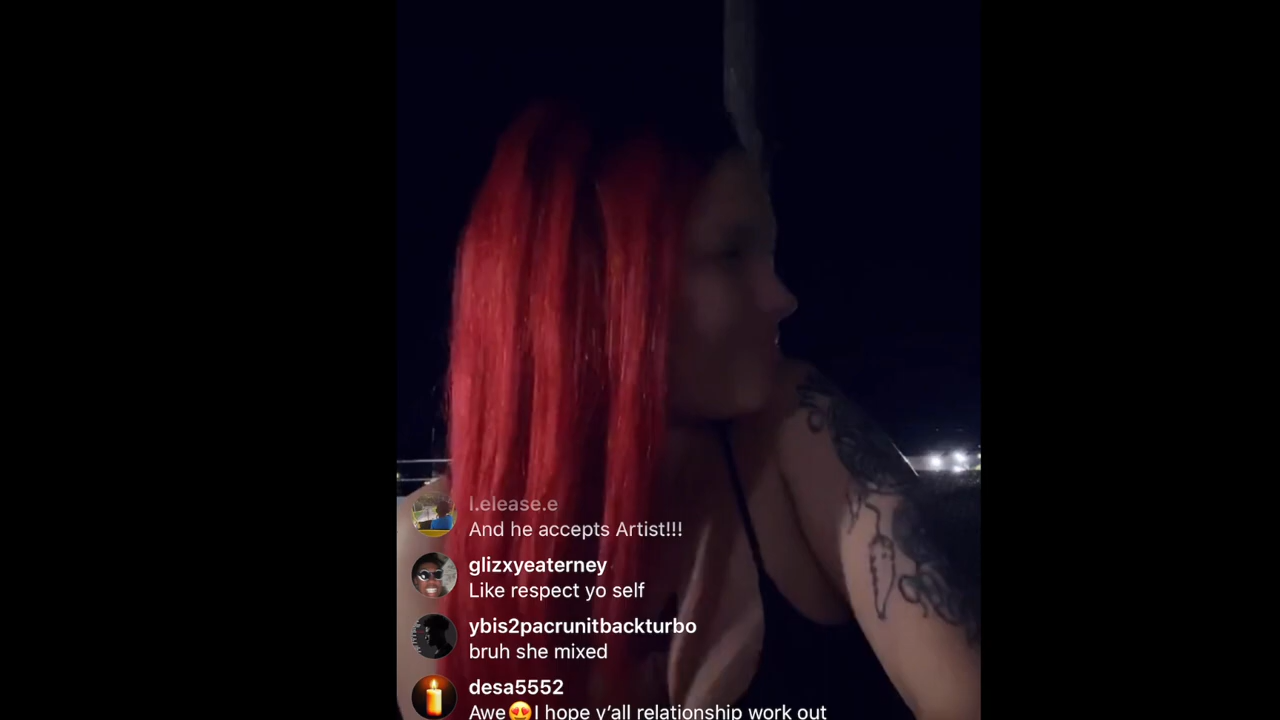 l.elease.e
And he accepts Artist!!!
glizxyeaterney
Like respect yo self
ybis2pacrunitbackturbo
bruh she mixed
desa5552
Awe😍I hope y’all relationship work out